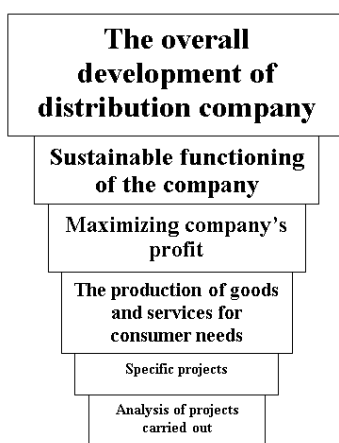 The overall
development of
distribution company
Sustainable functioning
of the company
Maximizing company's
profit
The production of goods
and services for
consumer needs
Specific projects
Analysis of projects
carried out